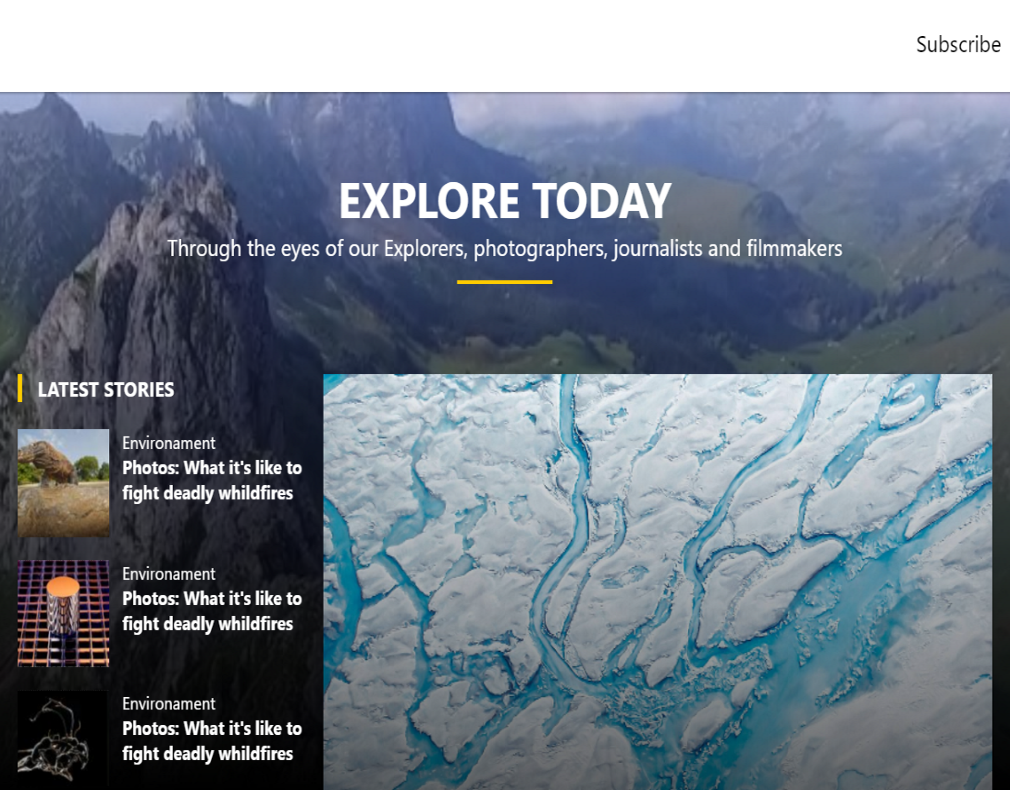 Subscribe
EXPLORE TODAY
Through the eyes of our Explorers, photographers, journalists and filmmakers
LATEST STORIES
Environament
Photos: What it's like to
fight deadly whildfires
Environament
Photos: What it's like to
fight deadly whildfires
Environament
Photos: What it's like to
fight deadly whildfires